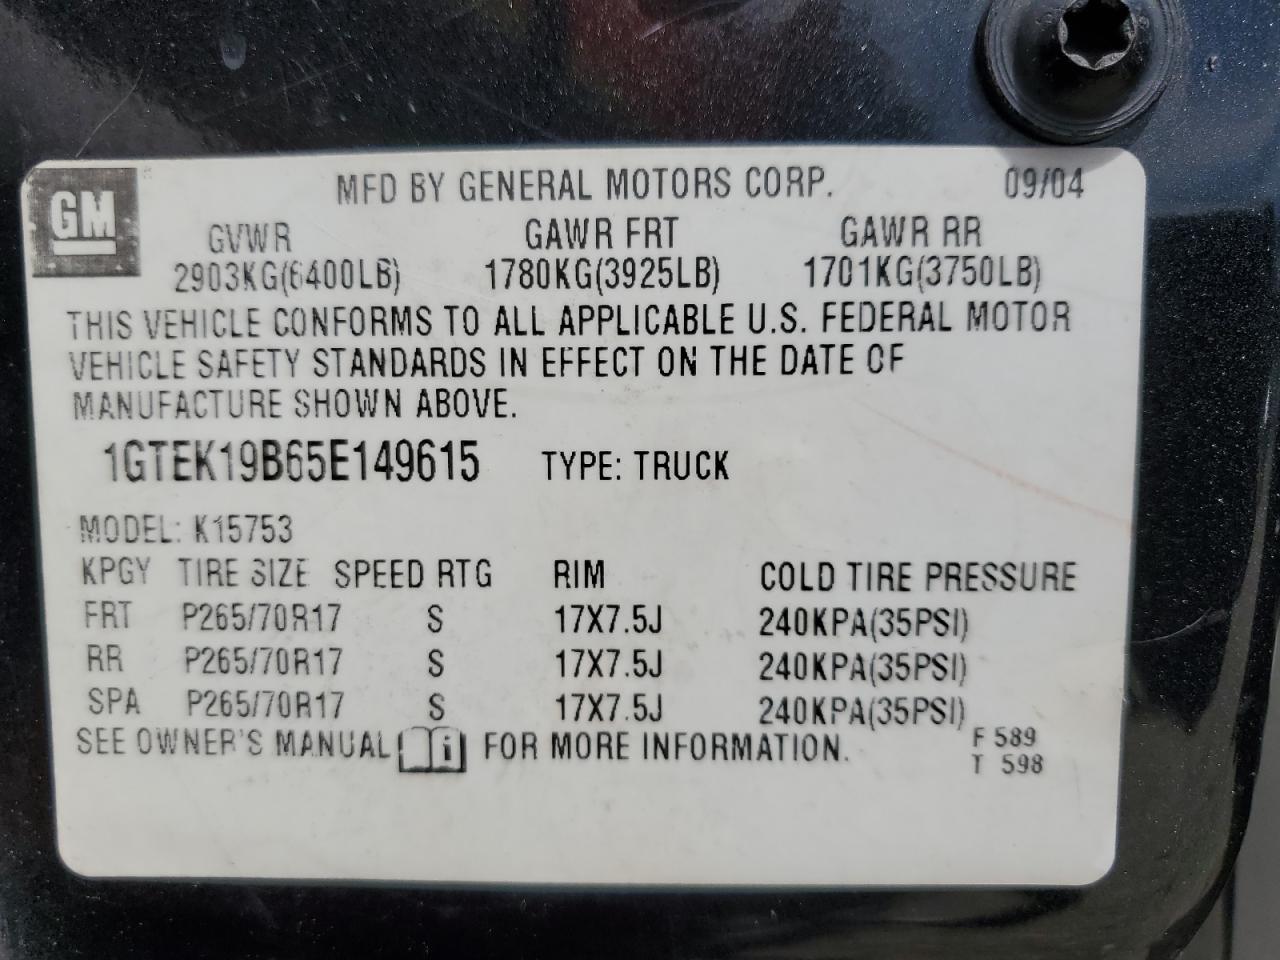 GM
MFD BY GENERAL MOTORS CORP. 09/04
GVWR GAWR FRT GAWR RR
2903KG(6400LB) 1780KG(3925LB) 1701KG(3750LB)
THIS VEHICLE CONFORMS TO ALL APPLICABLE U.S. FEDERAL MOTOR
VEHICLE SAFETY STANDARDS IN EFFECT ON THE DATE OF
MANUFACTURE SHOWN ABOVE.
1GTEK19B65E149615 TYPE: TRUCK
MODEL: K15753
KPGY TIRE SIZE SPEED RTG RIM COLD TIRE PRESSURE
FRT P265/70R17 S 17X7.5J 240KPA(35PSI)
RR P265/70R17 S 17X7.5J 240KPA(35PSI)
SPA P265/70R17 S 17X7.5J 240KPA(35PSI)
SEE OWNER'S MANUAL i FOR MORE INFORMATION. F 589
T 598